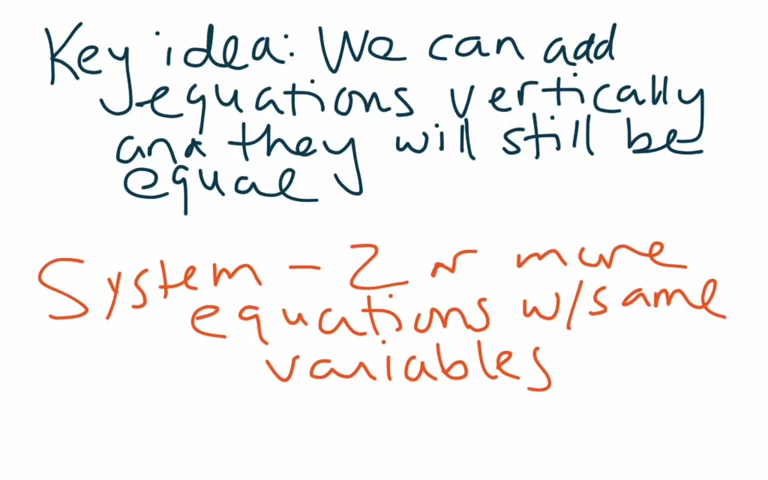 Key idea: We can add
equations vertically
and they will still be
equal
System - 2 or more
equations w/same
variables